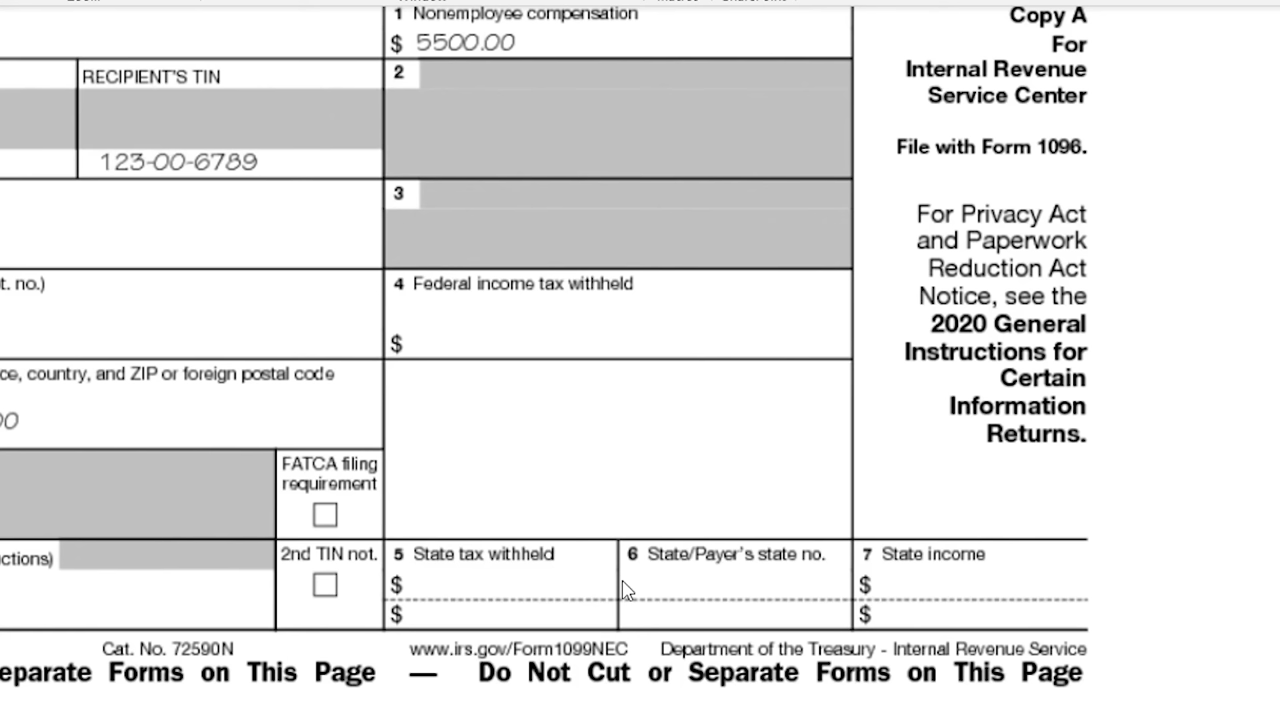 1 Nonemployee compensation
$ 5500.00
Copy A
For
Internal Revenue
Service Center
File with Form 1096.
RECIPIENT'S TIN
123-00-6789
2
3
For Privacy Act
and Paperwork
Reduction Act
Notice, see the
2020 General
Instructions for
Certain
Information
Returns.
t. no.)
4 Federal income tax withheld
$
ce, country, and ZIP or foreign postal code
00
FATCA filing
requirement
ctions)
2nd TIN not.
5 State tax withheld
$
$
6 State/Payer's state no.
7 State income
$
$
Cat. No. 72590N www.irs.gov/Form1099NEC Department of the Treasury - Internal Revenue Service
eparate Forms on This Page — Do Not Cut or Separate Forms on This Page